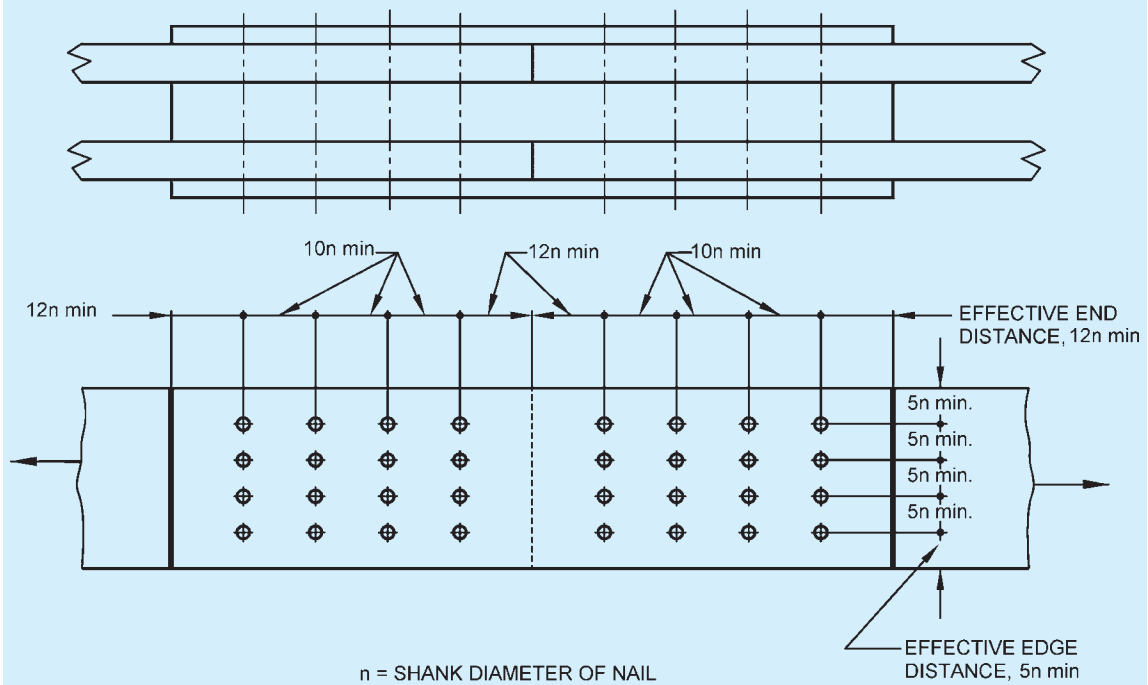 10n min
12n min
10n min
12n min
EFFECTIVE END
DISTANCE, 12n min
5n min.
5n min.
5n min.
5n min.
EFFECTIVE EDGE
DISTANCE, 5n min
n = SHANK DIAMETER OF NAIL